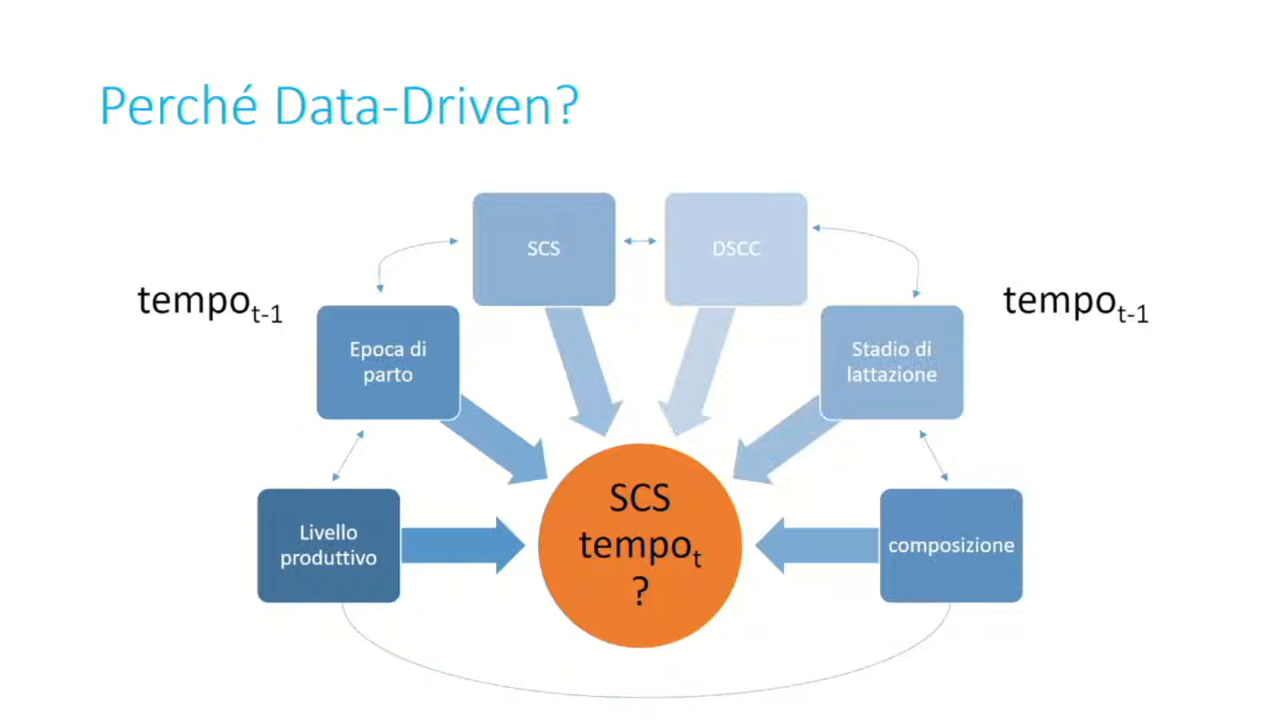 Perché Data-Driven?
SCS
DSCC
tempot-1
tempot-1
Epoca di
parto
Stadio di
lattazione
SCS
tempot
?
Livello
produttivo
composizione